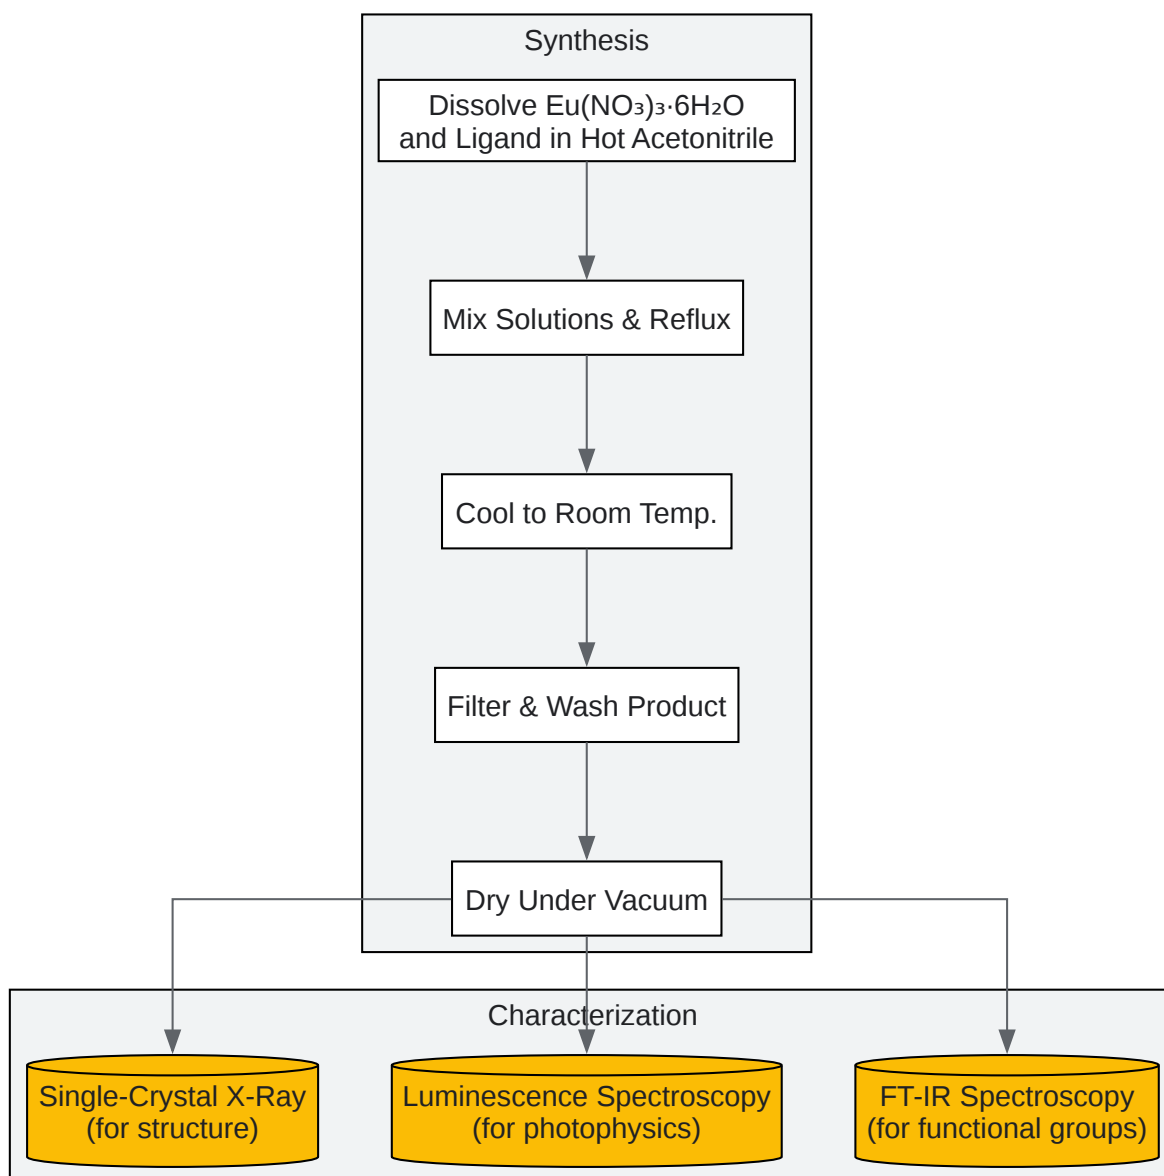 Synthesis
Dissolve Eu(NO₃)₃·6H₂O
and Ligand in Hot Acetonitrile
Mix Solutions & Reflux
Cool to Room Temp.
Filter & Wash Product
Dry Under Vacuum
Characterization
Single-Crystal X-Ray
(for structure)
Luminescence Spectroscopy
(for photophysics)
FT-IR Spectroscopy
(for functional groups)